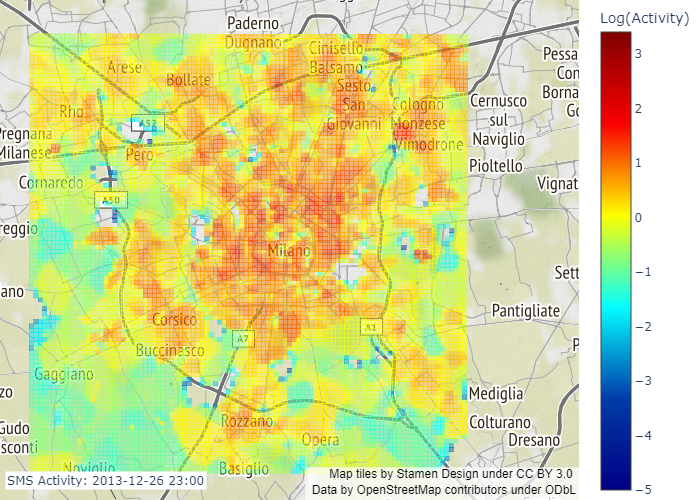 Log(Activity)
Paderno
Dugnano
Cinisello
Balsamo
Arese
Bollate
Sesto
San
Giovanni
Rho
A52
Cologno
Monzese
Vimodrone
Cernusco
sul
Naviglio
Pessa
Con
Borna
Go
Pregnana
Milanese
Pero
Pioltello
Cornaredo
Vignat
A50
reggio
Milano
Sett
ano
Pantigliate
Corsico
A7
A1
Buccinasco
P
Gaggiano
zo
Mediglia
Rozzano
Colturano
Gudo
sconti
Opera
Dresano
Noviglio
Basiglio
3
2
1
0
−1
−2
−3
−4
−5
SMS Activity: 2013-12-26 23:00
Map tiles by Stamen Design under CC BY 3.0
Data by OpenStreetMap contributors under ODbL